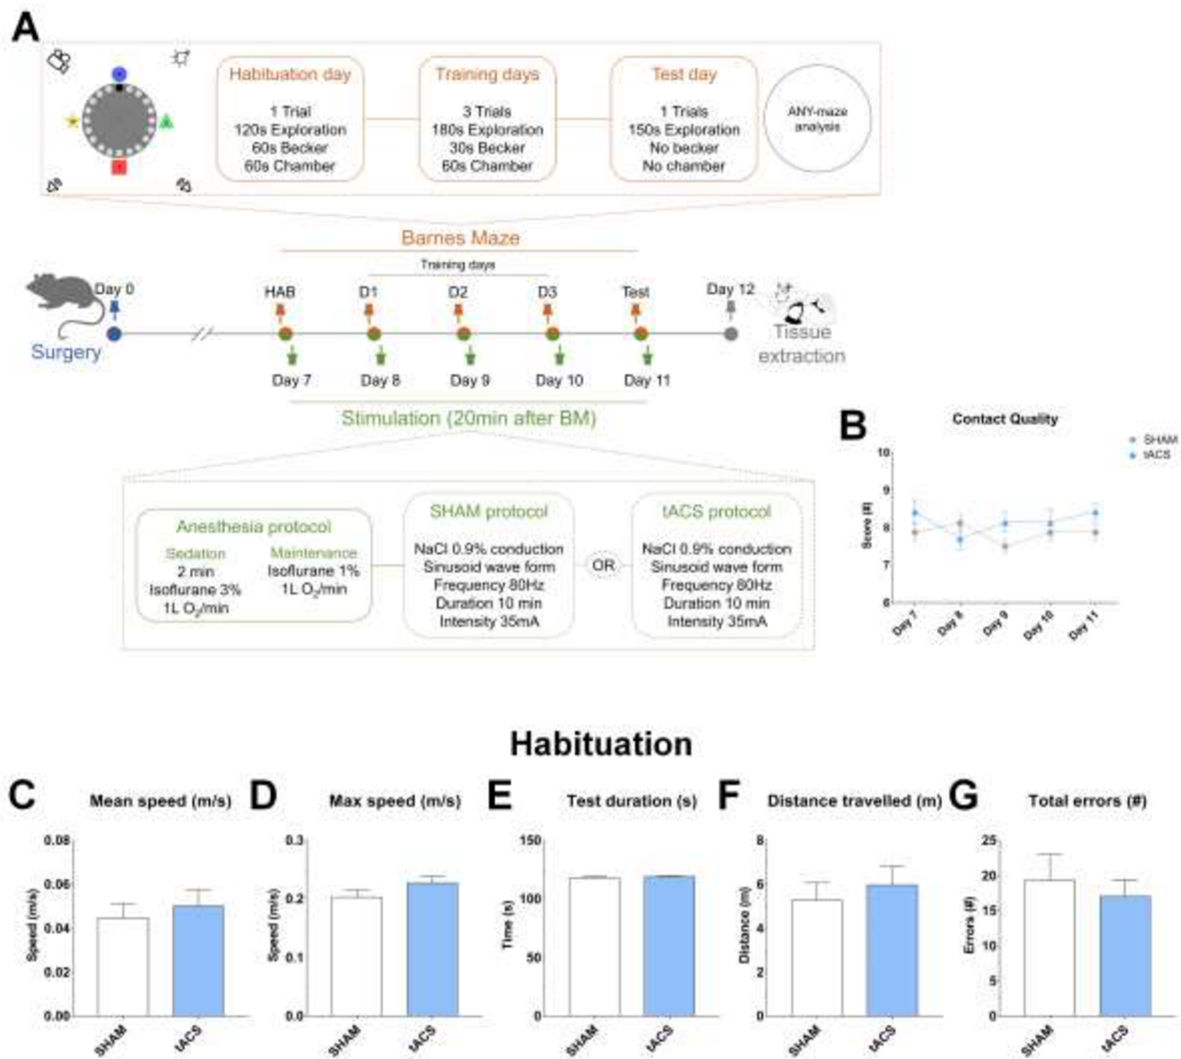 A
Habituation day
1 Trial
120s Exploration
60s Becker
60s Chamber
Training days
3 Trials
180s Exploration
30s Becker
60s Chamber
Test day
1 Trials
150s Exploration
No becker
No chamber
ANY-maze
analysis
Barnes Maze
Training days
Day 0
HAB
D1
D2
D3
Test
Day 12
Surgery
Tissue
extraction
Day 7
Day 8
Day 9
Day 10
Day 11
Stimulation (20min after BM)
Anesthesia protocol
Sedation
2 min
Isoflurane 3%
1L O2/min
Maintenance
Isoflurane 1%
1L O2/min
SHAM protocol
NaCl 0.9% conduction
Sinusoid wave form
Frequency 80Hz
Duration 10 min
Intensity 35mA
OR
tACS protocol
NaCl 0.9% conduction
Sinusoid wave form
Frequency 80Hz
Duration 10 min
Intensity 35mA
B
Contact Quality
SHAM
tACS
Score (#)
10
9
8
7
6
Day 7
Day 8
Day 9
Day 10
Day 11
Habituation
C
Mean speed (m/s)
Speed (m/s)
0.08
0.06
0.04
0.02
0.00
SHAM
tACS
D
Max speed (m/s)
Speed (m/s)
0.3
0.2
0.1
0.0
SHAM
tACS
E
Test duration (s)
Time (s)
150
100
50
0
SHAM
tACS
F
Distance travelled (m)
Distance (m)
8
6
4
2
0
SHAM
tACS
G
Total errors (#)
Errors (#)
25
20
15
10
5
0
SHAM
tACS